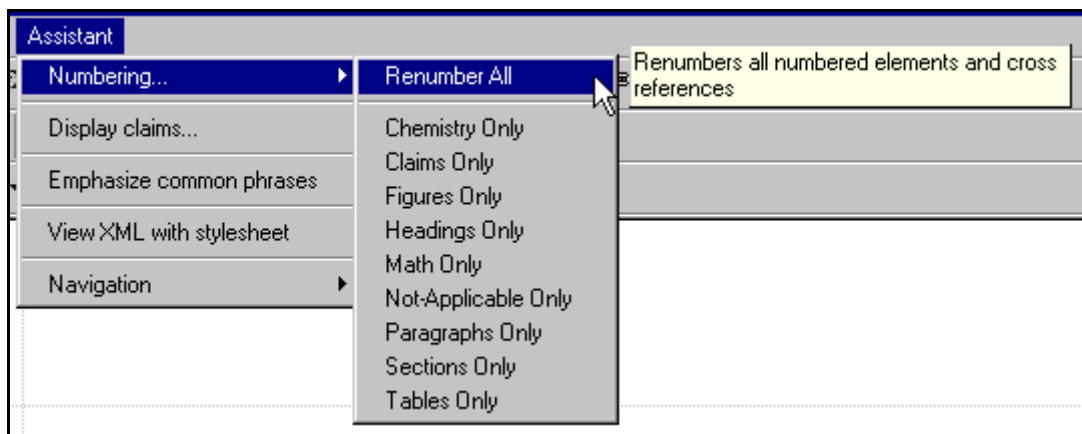 Assistant
Numbering...
Display claims...
Emphasize common phrases
View XML with stylesheet
Navigation
Renumber All
Chemistry Only
Claims Only
Figures Only
Headings Only
Math Only
Not-Applicable Only
Paragraphs Only
Sections Only
Tables Only
Renumbers all numbered elements and cross
references